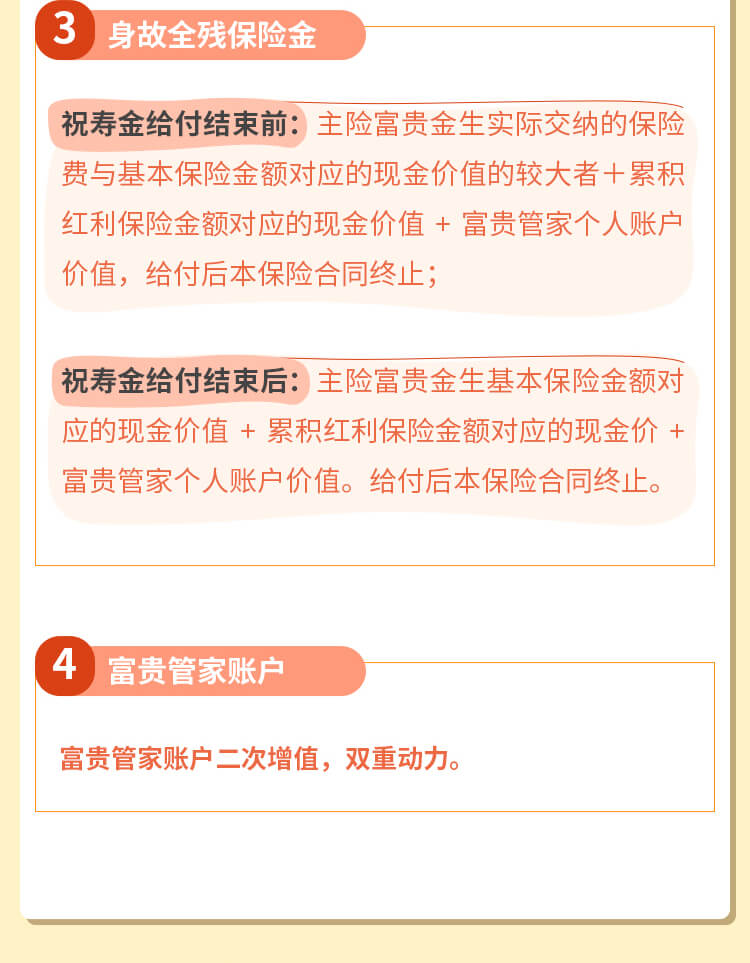 3 身故全残保险金
祝寿金给付结束前：主险富贵金生实际交纳的保险
费与基本保险金额对应的现金价值的较大者＋累积
红利保险金额对应的现金价值 + 富贵管家个人账户
价值，给付后本保险合同终止；
祝寿金给付结束后：主险富贵金生基本保险金额对
应的现金价值 + 累积红利保险金额对应的现金价 +
富贵管家个人账户价值。给付后本保险合同终止。
4 富贵管家账户
富贵管家账户二次增值，双重动力。